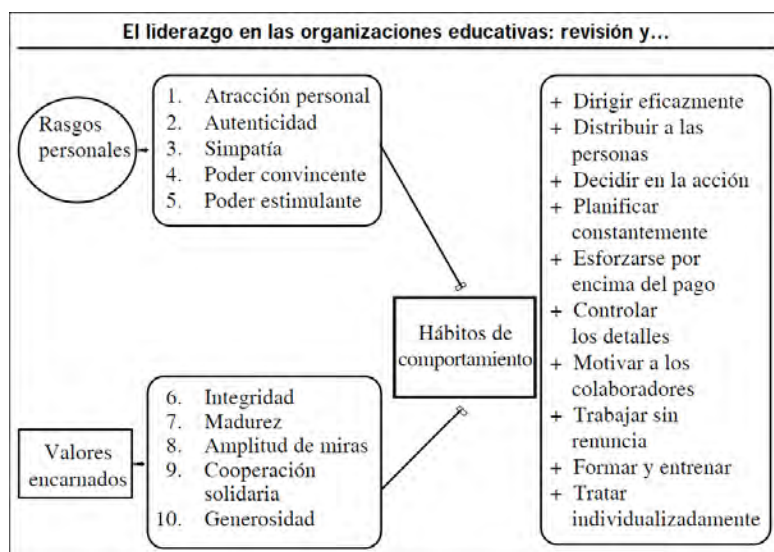 El liderazgo en las organizaciones educativas: revisión y...
Rasgos
personales
1. Atracción personal
2. Autenticidad
3. Simpatía
4. Poder convincente
5. Poder estimulante
Valores
encarnados
6. Integridad
7. Madurez
8. Amplitud de miras
9. Cooperación
solidaria
10. Generosidad
Hábitos de
comportamiento
+ Dirigir eficazmente
+ Distribuir a las
personas
+ Decidir en la acción
+ Planificar
constantemente
+ Esforzarse por
encima del pago
+ Controlar
los detalles
+ Motivar a los
colaboradores
+ Trabajar sin
renuncia
+ Formar y entrenar
+ Tratar
individualizadamente